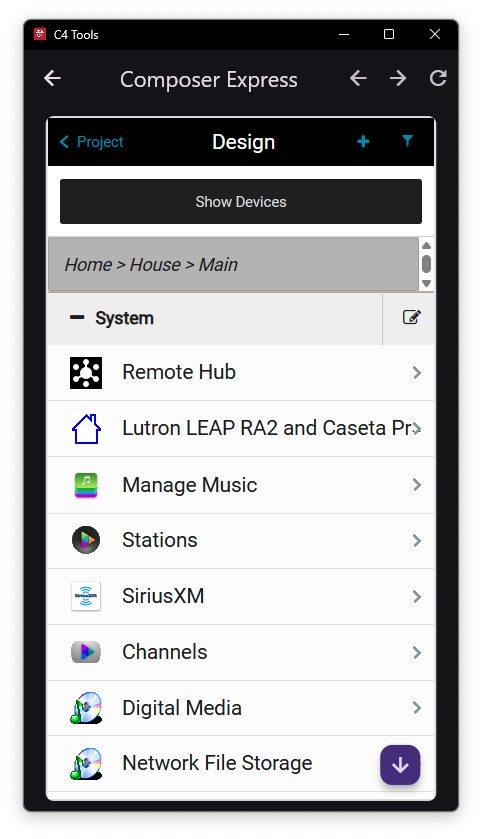 C4 Tools
Composer Express
Project
Design
Show Devices
Home > House > Main
System
Remote Hub
Lutron LEAP RA2 and Caseta Pr
Manage Music
Stations
SiriusXM
SiriusXM
Channels
Digital Media
Network File Storage